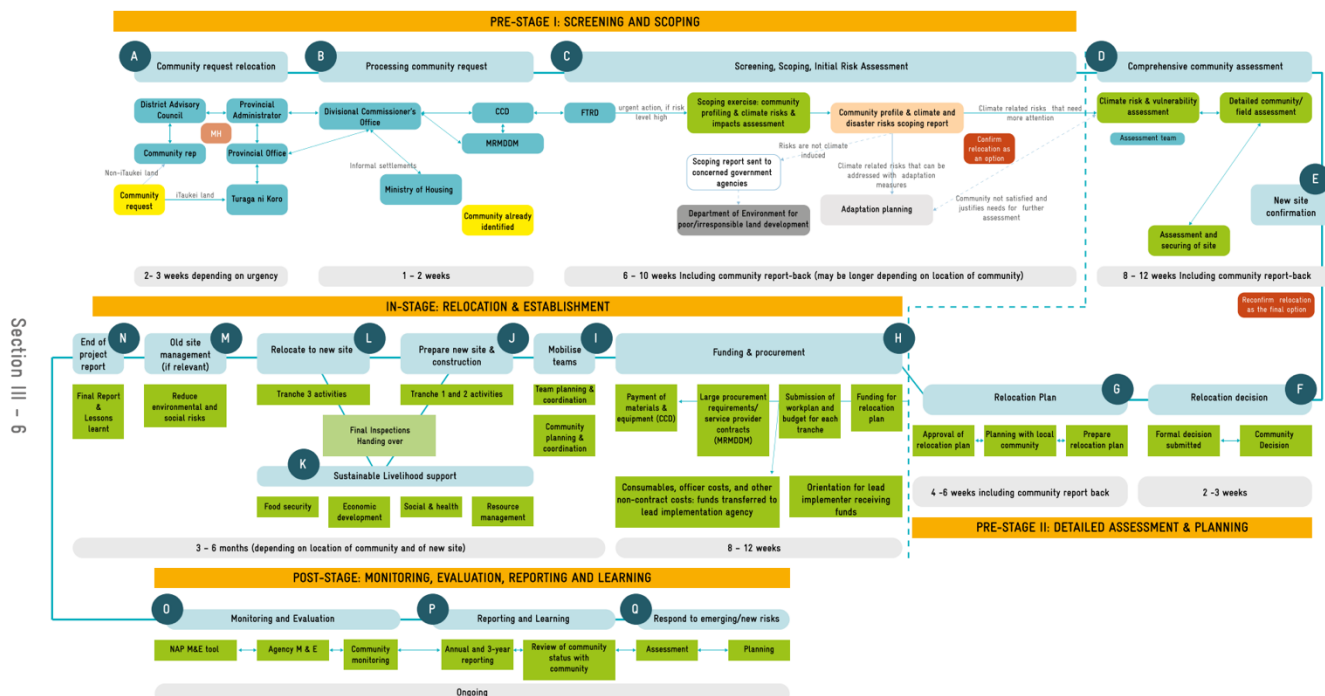 PRE-STAGE I: SCREENING AND SCOPING
A
Community request relocation
B
Processing community request
C
Screening, Scoping, Initial Risk Assessment
D
Comprehensive community assessment
District Advisory
Council
Provincial
Administrator
MH
Community rep
Provincial Office
Non-iTaukei land
Community
request
iTaukei land
Turaga ni Koro
Divisional Commissioner's
Office
CCD
MRMDDM
Informal settlements
Ministry of Housing
Community already
identified
FTRD
urgent action, if risk
level high
Scoping exercise: community
profiling & climate risks &
impacts assessment
Community profile & climate and
disaster risks scoping report
Climate related risks that need
more attention
Confirm
relocation as
an option
Risks are not climate
induced
Scoping report sent to
concerned government
agencies
Climate related risks that can be
addressed with adaptation
measures
Department of Environment for
poor/irresponsible land development
Adaptation planning
Community not satisfied and
justifies needs for further
assessment
Climate risk & vulnerability
assessment
Detailed community/
field assessment
Assessment team
Assessment and
securing of site
E
New site
confirmation
2- 3 weeks depending on urgency
1 – 2 weeks
6 – 10 weeks Including community report-back (may be longer depending on location of community)
8 – 12 weeks Including community report-back
Reconfirm relocation
as the final option
IN-STAGE: RELOCATION & ESTABLISHMENT
End of
project
report
N
Old site
management
(if relevant)
M
Relocate to new site
L
Prepare new site &
construction
J
Mobilise
teams
I
Funding & procurement
H
Final Report
&
Lessons
learnt
Reduce
environmental and
social risks
Tranche 3 activities
Tranche 1 and 2 activities
Final Inspections
Handing over
Team planning &
coordination
Community
planning &
coordination
K
Sustainable Livelihood support
Food security
Economic
development
Social & health
Resource
management
Payment of
materials &
equipment (CCD)
Large procurement
requirements/
service provider
contracts
(MRMDDM)
Submission of
workplan and
budget for each
tranche
Funding for
relocation
plan
Consumables, officer costs, and other
non-contract costs: funds transferred to
lead implementation agency
Orientation for lead
implementer receiving
funds
3 – 6 months (depending on location of community and of new site)
8 – 12 weeks
Relocation Plan
G
Relocation decision
F
Approval of
relocation plan
Planning with local
community
Prepare
relocation plan
Formal decision
submitted
Community
Decision
4 -6 weeks including community report back
2 -3 weeks
PRE-STAGE II: DETAILED ASSESSMENT & PLANNING
POST-STAGE: MONITORING, EVALUATION, REPORTING AND LEARNING
O
Monitoring and Evaluation
P
Reporting and Learning
Q
Respond to emerging/new risks
NAP M&E tool
Agency M & E
Community
monitoring
Annual and 3-year
reporting
Review of community
status with
community
Assessment
Planning
Ongoing
Section III – 6